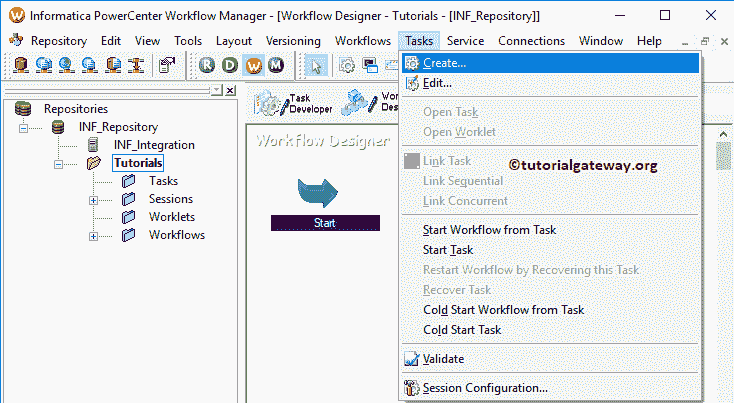 Informatica PowerCenter Workflow Manager - [Workflow Designer - Tutorials - [INF_Repository]]
Repository Edit View Tools Layout Versioning Workflows Tasks Service Connections Window Help
R D W M
Repositories
INF_Repository
INF_Integration
Tutorials
Tasks
Sessions
Worklets
Workflows
Task
Developer
Wo
Des
Workflow Designer
Start
Create...
Edit...
Open Task
Open Worklet
Link Task
Link Sequential
Link Concurrent
©tutorialgateway.org
Start Workflow from Task
Start Task
Restart Workflow by Recovering this Task
Recover Task
Cold Start Workflow from Task
Cold Start Task
Validate
Session Configuration...